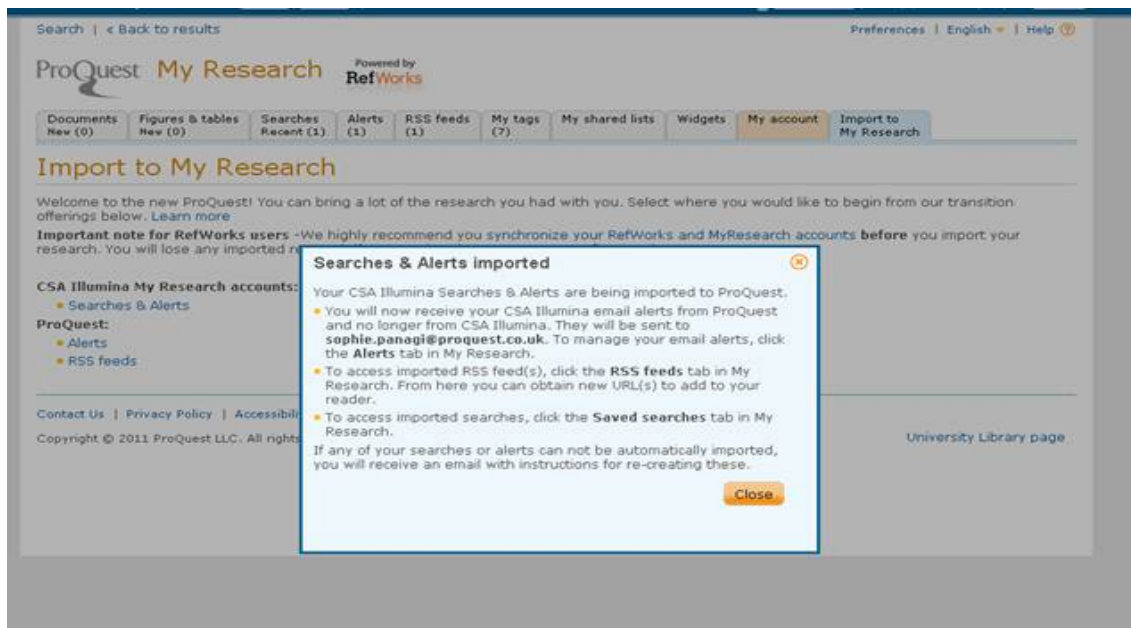 Search | < Back to results
Preferences | English | Help ?
ProQuest My Research Powered by RefWorks
Documents New (0)
Figures & tables New (0)
Searches Recent (1)
Alerts (1)
RSS feeds (1)
My tags (7)
My shared lists
Widgets
My account
Import to My Research
Import to My Research
Welcome to the new ProQuest! You can bring a lot of the research you had with you. Select where you would like to begin from our transition
offerings below. Learn more
Important note for RefWorks users -We highly recommend you synchronize your RefWorks and MyResearch accounts before you import your
research. You will lose any imported
CSA Illumina My Research accounts:
Searches & Alerts
ProQuest:
Alerts
RSS feeds
Searches & Alerts imported
Your CSA Illumina Searches & Alerts are being imported to ProQuest.
You will now receive your CSA Illumina email alerts from ProQuest
and no longer from CSA Illumina. They will be sent to
sophie.panagi@proquest.co.uk. To manage your email alerts, click
the Alerts tab in My Research.
To access imported RSS feed(s), click the RSS feeds tab in My
Research. From here you can obtain new URL(s) to add to your
reader.
To access imported searches, click the Saved searches tab in My
Research.
If any of your searches or alerts can not be automatically imported,
you will receive an email with instructions for re-creating these.
Close
Contact Us | Privacy Policy |
Copyright © 2011 ProQuest LLC. All rights
University Library page